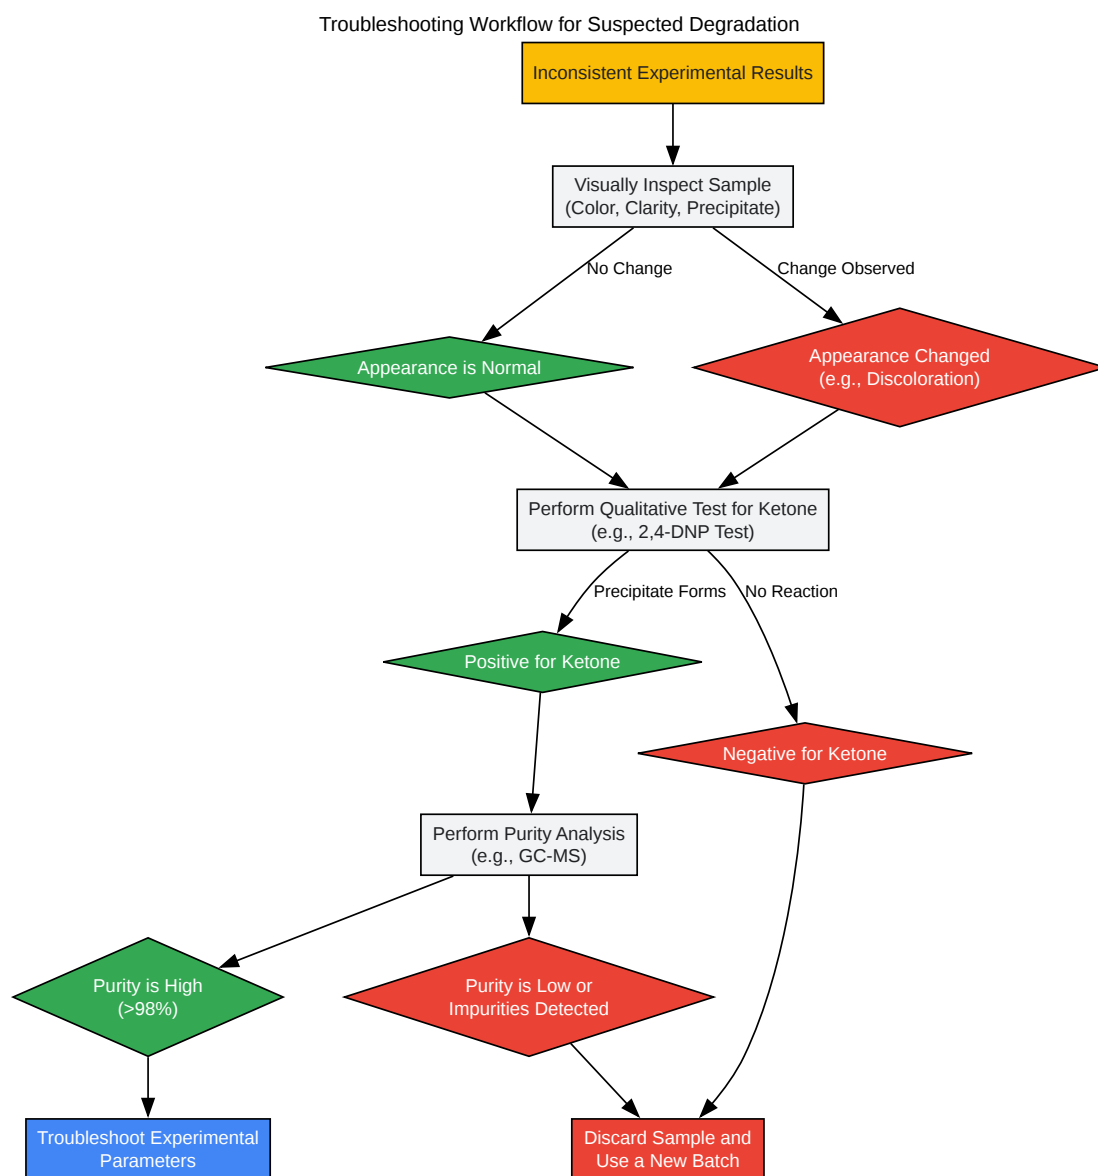 Troubleshooting Workflow for Suspected Degradation
Inconsistent Experimental Results
Visually Inspect Sample
(Color, Clarity, Precipitate)
No Change
Change Observed
Appearance is Normal
Appearance Changed
(e.g., Discoloration)
Perform Qualitative Test for Ketone
(e.g., 2,4-DNP Test)
Precipitate Forms
No Reaction
Positive for Ketone
Negative for Ketone
Perform Purity Analysis
(e.g., GC-MS)
Purity is High
(>98%)
Purity is Low or
Impurities Detected
Troubleshoot Experimental
Parameters
Discard Sample and
Use a New Batch